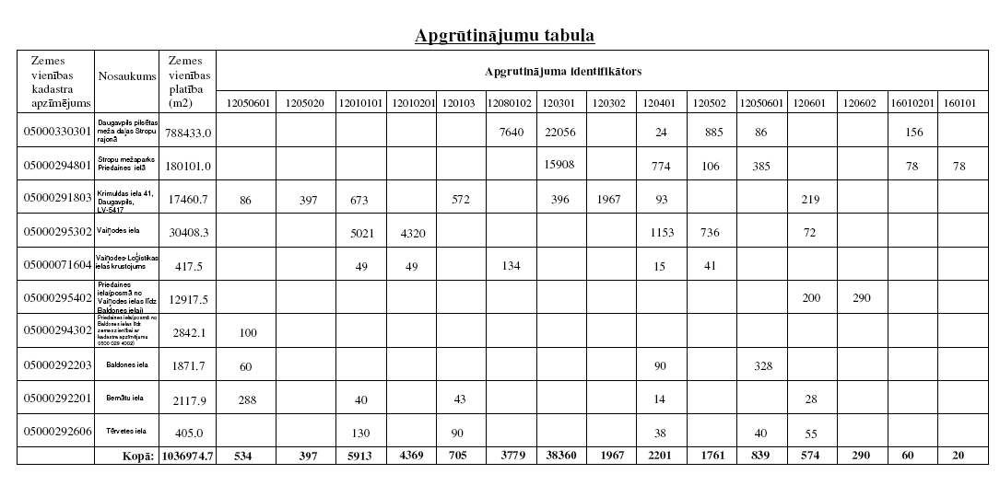 Apgrūtinājumu tabula
Zemes vienības kadastra apzīmējums Nosaukums Zemes vienības platība (m2) Apgrutinājuma identifikātors
12050601 1205020 12010101 12010201 120103 12080102 120301 120302 120401 120502 12050601 120601 120602 16010201 160101
05000330301 Daugavpils pilsētas meža daļas Stropu rajonā 788433.0 7640 22056 24 885 86 156
05000294801 Stropu mežaparks Priedaines ielā 180101.0 15908 774 106 385 78 78
05000291803 Krimuldas iela 41, Daugavpils, LV-5417 17460.7 86 397 673 572 396 1967 93 219
05000295302 Vaiņodes iela 30408.3 5021 4320 1153 736 72
05000071604 Vaiņodes-Loģistikas ielas krustojums 417.5 49 49 134 15 41
05000295402 Priedaines iela(posmā no Vaiņodes ielas līdz Baldones ielai) 12917.5 200 290
05000294302 Priedaines iela(posmā no Baldones ielas līdz zemes vienībai ar kadastra apzīmējumu 0500 029 4002) 2842.1 100
05000292203 Baldones iela 1871.7 60 90 328
05000292201 Bernātu iela 2117.9 288 40 43 14 28
05000292606 Tērvetes iela 405.0 130 90 38 40 55
Kopā: 1036974.7 534 397 5913 4369 705 3779 38360 1967 2201 1761 839 574 290 60 20